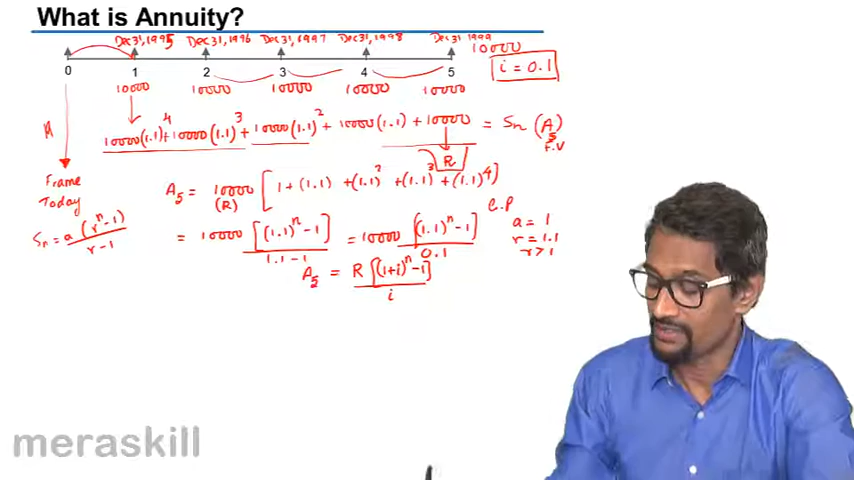 What is Annuity?
Dec 31, 1995 Dec 31, 1996 Dec 31, 1997 Dec 31, 1998 Dec 31, 1999
10000
0 1 2 3 4 5
i = 0.1
10000 10000 10000 10000 10000
10000(1.1)^4 + 10000(1.1)^3 + 10000(1.1)^2 + 10000(1.1) + 10000 = Sn (A5)
F.V
R
Frame
Today
A5 = 10000 [1 + (1.1) + (1.1)^2 + (1.1)^3 + (1.1)^4]
(R)
G.P
Sn = a (r^n - 1) / r - 1
= 10000 [(1.1)^n - 1] / 1.1 - 1 = 10000 [(1.1)^n - 1] / 0.1
a = 1
r = 1.1
r > 1
A5 = R [(1+i)^n - 1] / i
meraskill